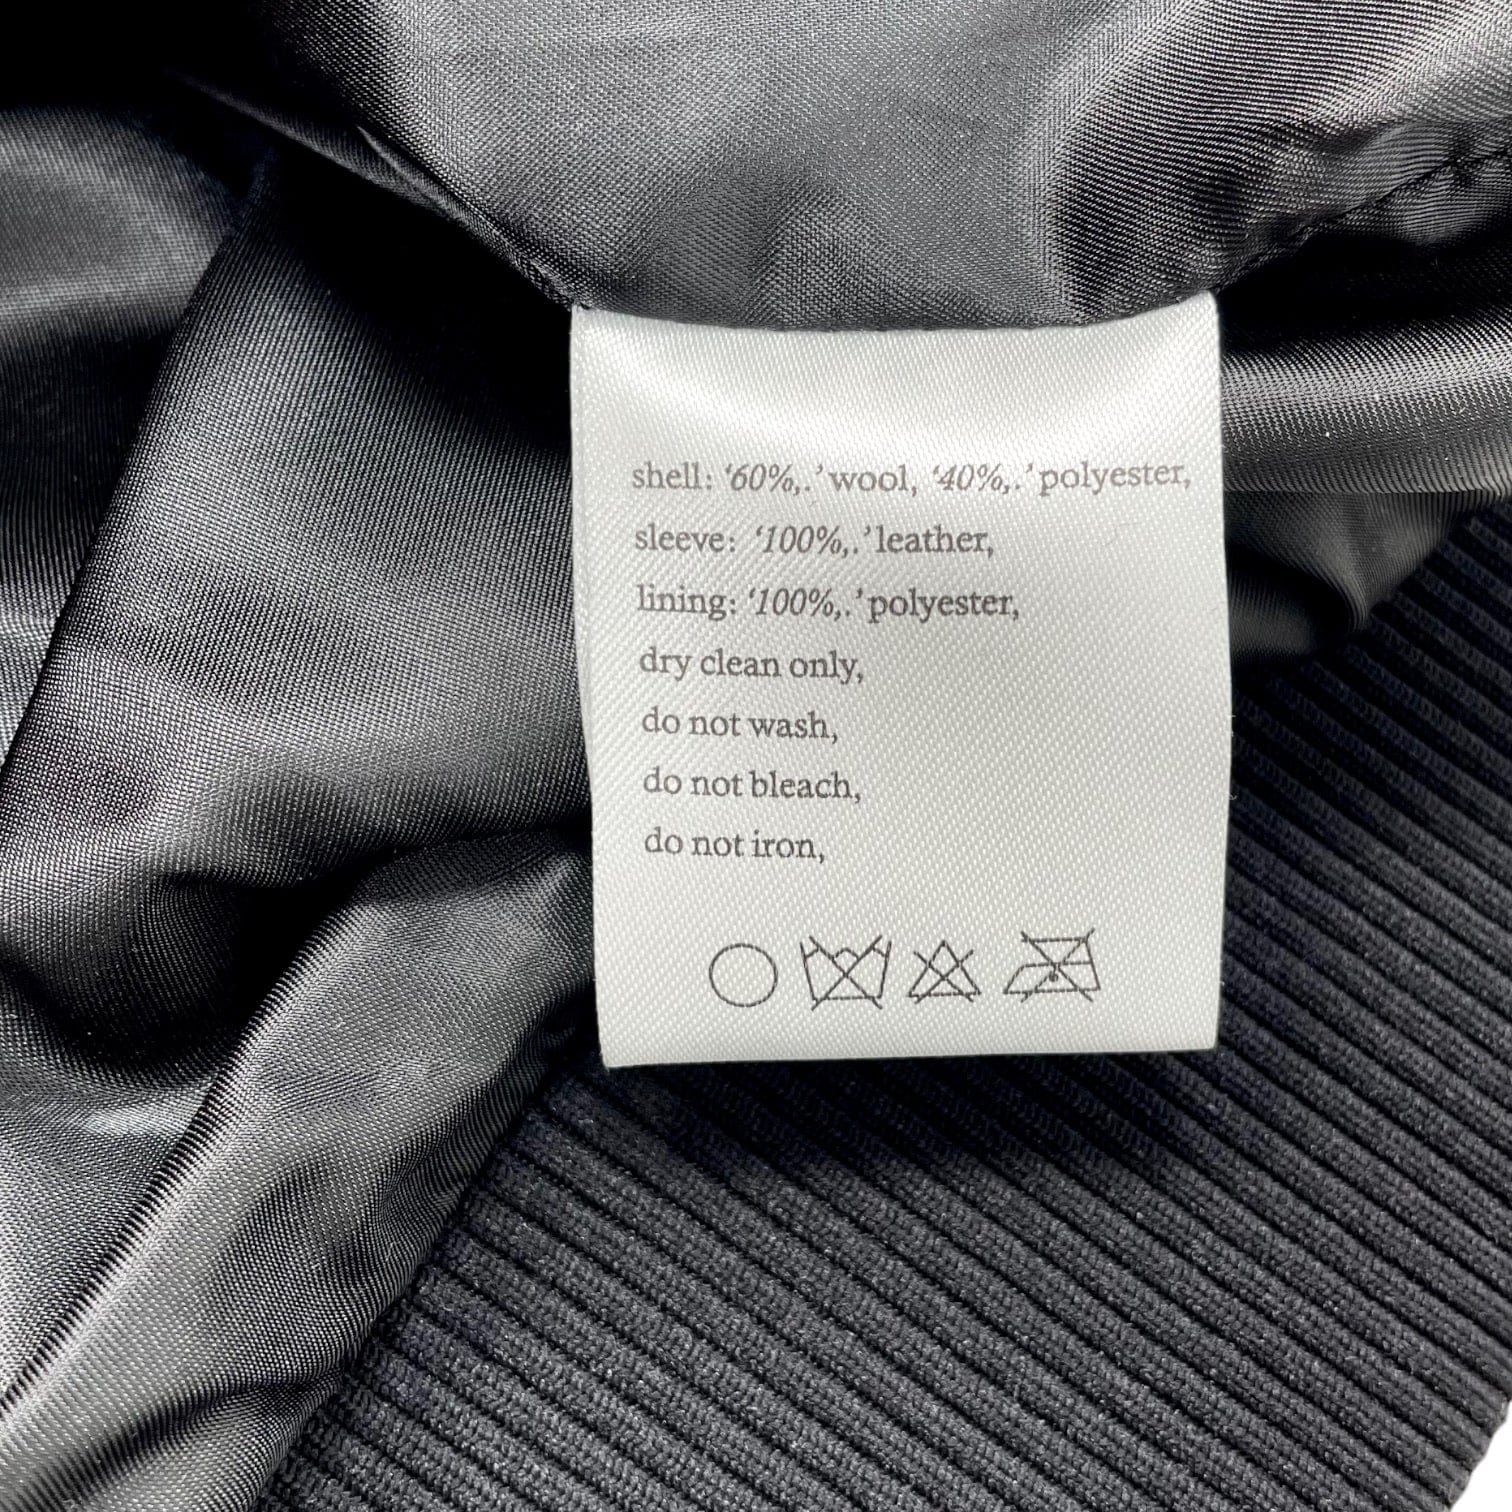 shell: ‘60%,.’ wool, ‘40%,.’ polyester,
sleeve: ‘100%,.’ leather,
lining: ‘100%,.’ polyester,
dry clean only,
do not wash,
do not bleach,
do not iron,